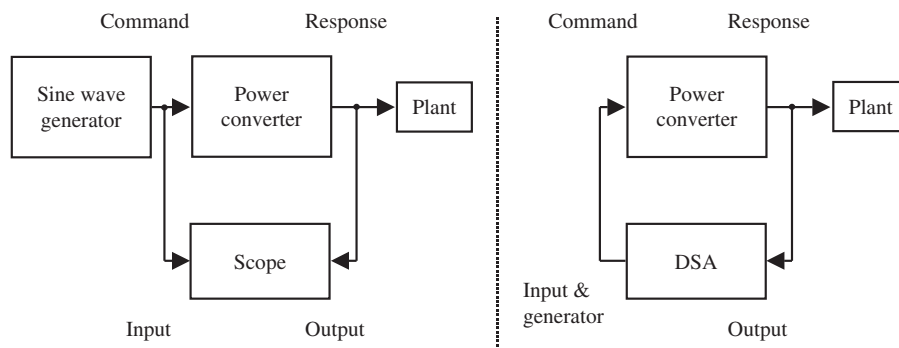 Command
Response
Sine wave
generator
Power
converter
Plant
Scope
Input
Output
Command
Response
Power
converter
Plant
DSA
Input &
generator
Output